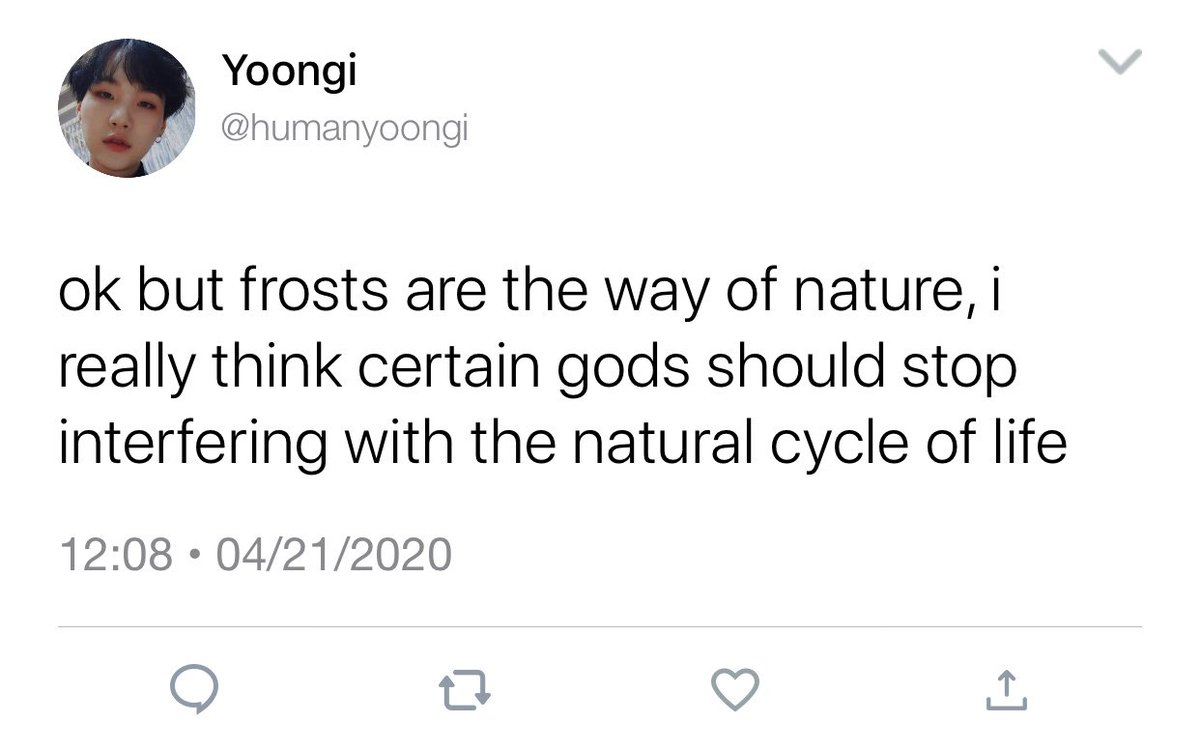 Yoongi
@humanyoongi
ok but frosts are the way of nature, i
really think certain gods should stop
interfering with the natural cycle of life
12:08 • 04/21/2020